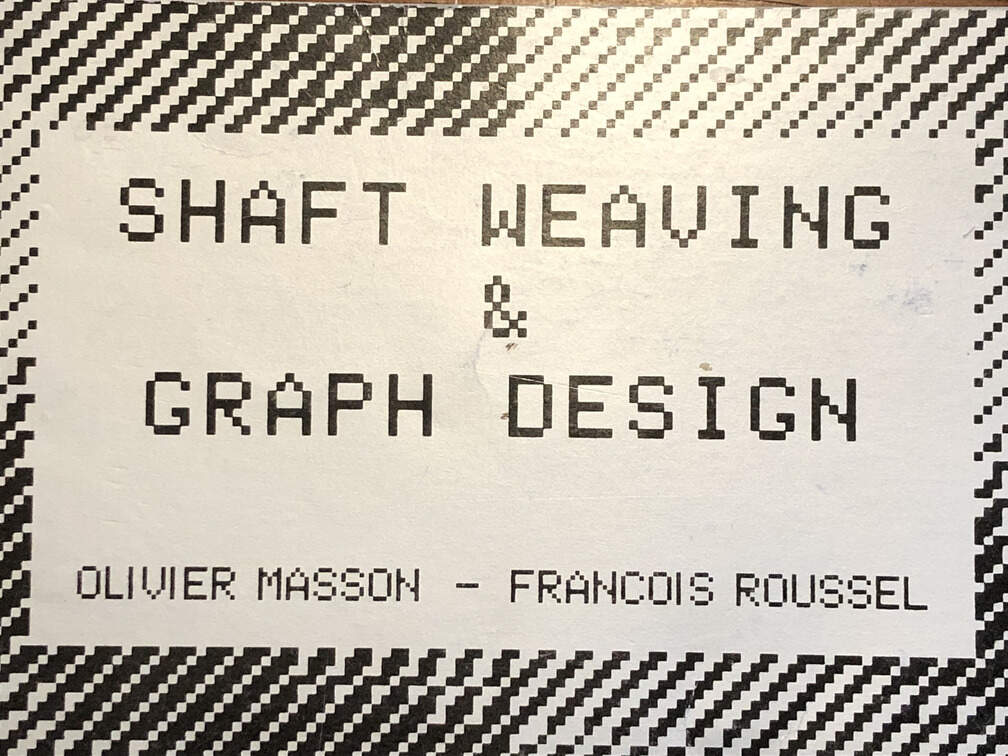 SHAFT WEAVING
&
GRAPH DESIGN
OLIVIER MASSON - FRANCOIS ROUSSEL